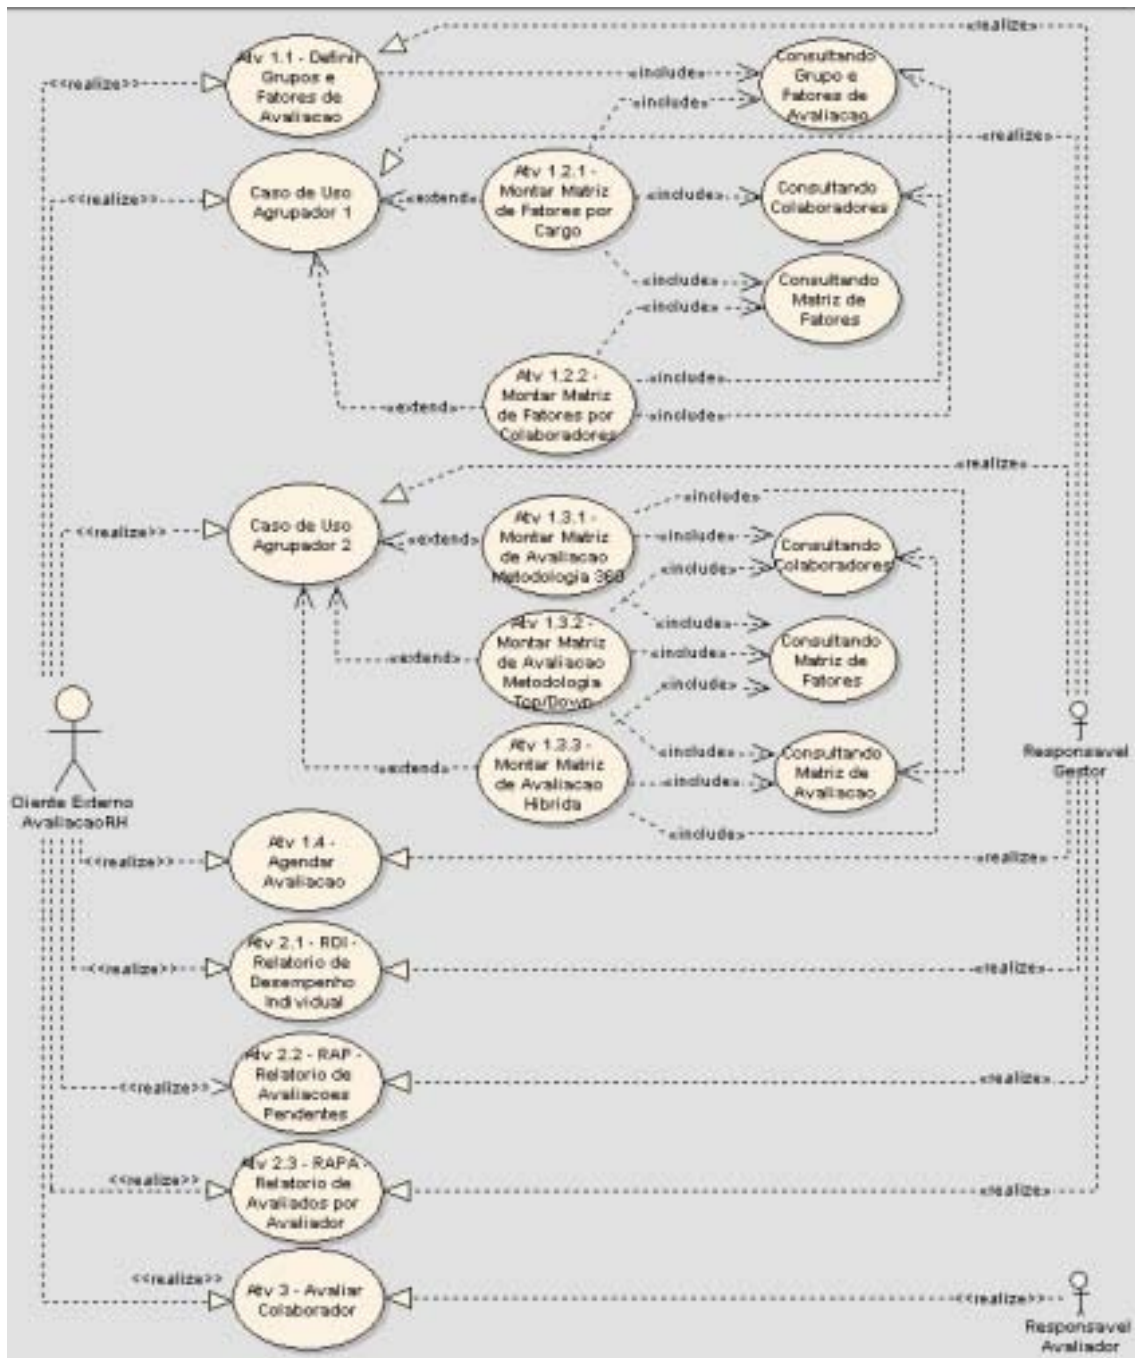 «realize»
Atv 1.1 - Definir
Grupos e
Fatores de
Avaliacao
<<realize>>
«include»
«include»
Consultando
Grupo e
Fatores de
Avaliacao
«realize»
Caso de Uso
Agrupador 1
<<realize>>
«extend»
Atv 1.2.1 -
Montar Matriz
de Fatores por
Cargo
«include»
Consultando
Colaboradores
«include»
«include»
Consultando
Matriz de
Fatores
Atv 1.2.2 -
Montar Matriz
de Fatores por
Colaboradores
«extend»
«include»
«include»
«realize»
Caso de Uso
Agrupador 2
<<realize>>
«extend»
Atv 1.3.1 -
Montar Matriz
de Avaliacao
Metodologia 360
«include»
«include»
«include»
Consultando
Colaboradores
«extend»
Atv 1.3.2 -
Montar Matriz
de Avaliacao
Metodologia
Top/Down
«include»
«include»
«include»
Consultando
Matriz de
Fatores
«extend»
Atv 1.3.3 -
Montar Matriz
de Avaliacao
Hibrida
«include»
«include»
«include»
Consultando
Matriz de
Avaliacao
Cliente Externo
AvaliacaoRH
Responsavel
Gestor
<<realize>>
Atv 1.4 -
Agendar
Avaliacao
«realize»
<<realize>>
Atv 2.1 - RDI -
Relatorio de
Desempenho
Individual
«realize»
<<realize>>
Atv 2.2 - RAP -
Relatorio de
Avaliacoes
Pendentes
«realize»
<<realize>>
Atv 2.3 - RAPA -
Relatorio de
Avaliados por
Avaliador
«realize»
<<realize>>
Atv 3 - Avaliar
Colaborador
<<realize>>
Responsavel
Avaliador